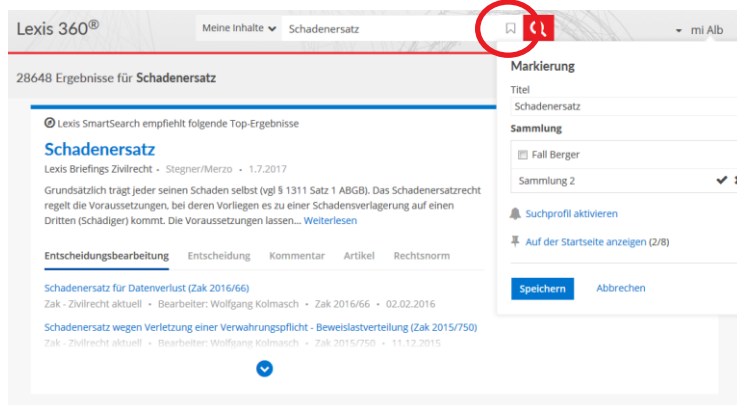 Lexis 360®
Meine Inhalte Schadenersatz
mi Alb
28648 Ergebnisse für Schadenersatz
Lexis SmartSearch empfiehlt folgende Top-Ergebnisse
Schadenersatz
Lexis Briefings Zivilrecht • Stegner/Merzo • 1.7.2017
Grundsätzlich trägt jeder seinen Schaden selbst (vgl § 1311 Satz 1 ABGB). Das Schadenersatzrecht
regelt die Voraussetzungen, bei deren Vorliegen es zu einer Schadensverlagerung auf einen
Dritten (Schädiger) kommt. Die Voraussetzungen lassen... Weiterlesen
Entscheidungsbearbeitung Entscheidung Kommentar Artikel Rechtsnorm
Schadenersatz für Datenverlust (Zak 2016/66)
Zak - Zivilrecht aktuell • Bearbeiter: Wolfgang Kolmasch • Zak 2016/66 • 02.02.2016
Schadenersatz wegen Verletzung einer Verwahrungspflicht - Beweislastverteilung (Zak 2015/750)
Zak - Zivilrecht aktuell • Bearbeiter: Wolfgang Kolmasch • Zak 2015/750 • 11.12.2015
Markierung
Titel
Schadenersatz
Sammlung
Fall Berger
Sammlung 2
Suchprofil aktivieren
Auf der Startseite anzeigen (2/8)
Speichern Abbrechen